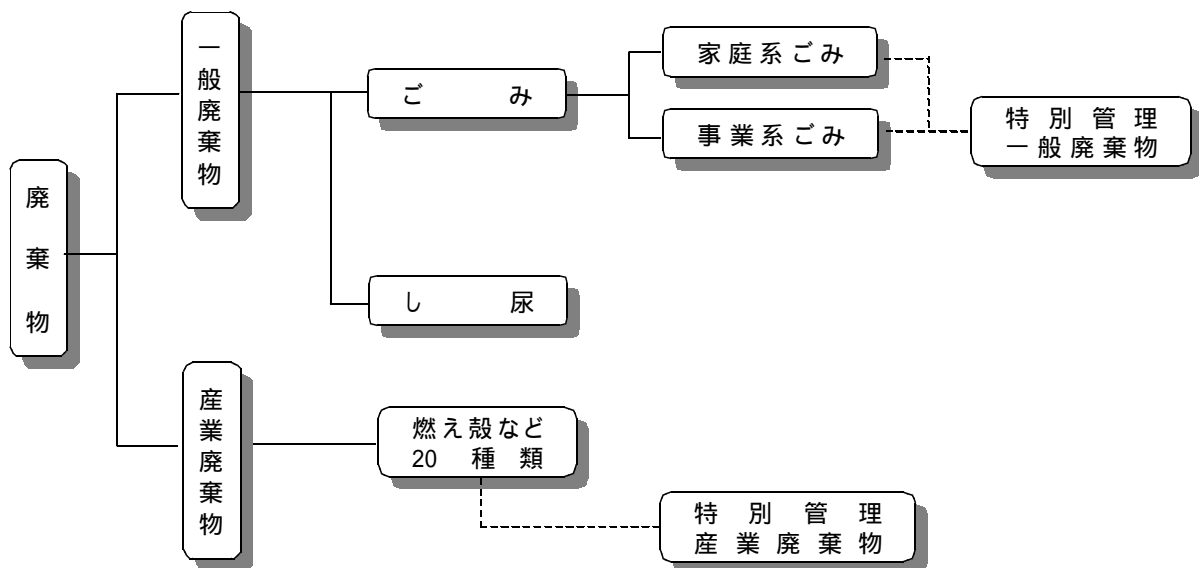 廃棄物
一般廃棄物
ごみ
家庭系ごみ
事業系ごみ
特別管理
一般廃棄物
し尿
産業廃棄物
燃え殻など
20 種類
特別管理
産業廃棄物